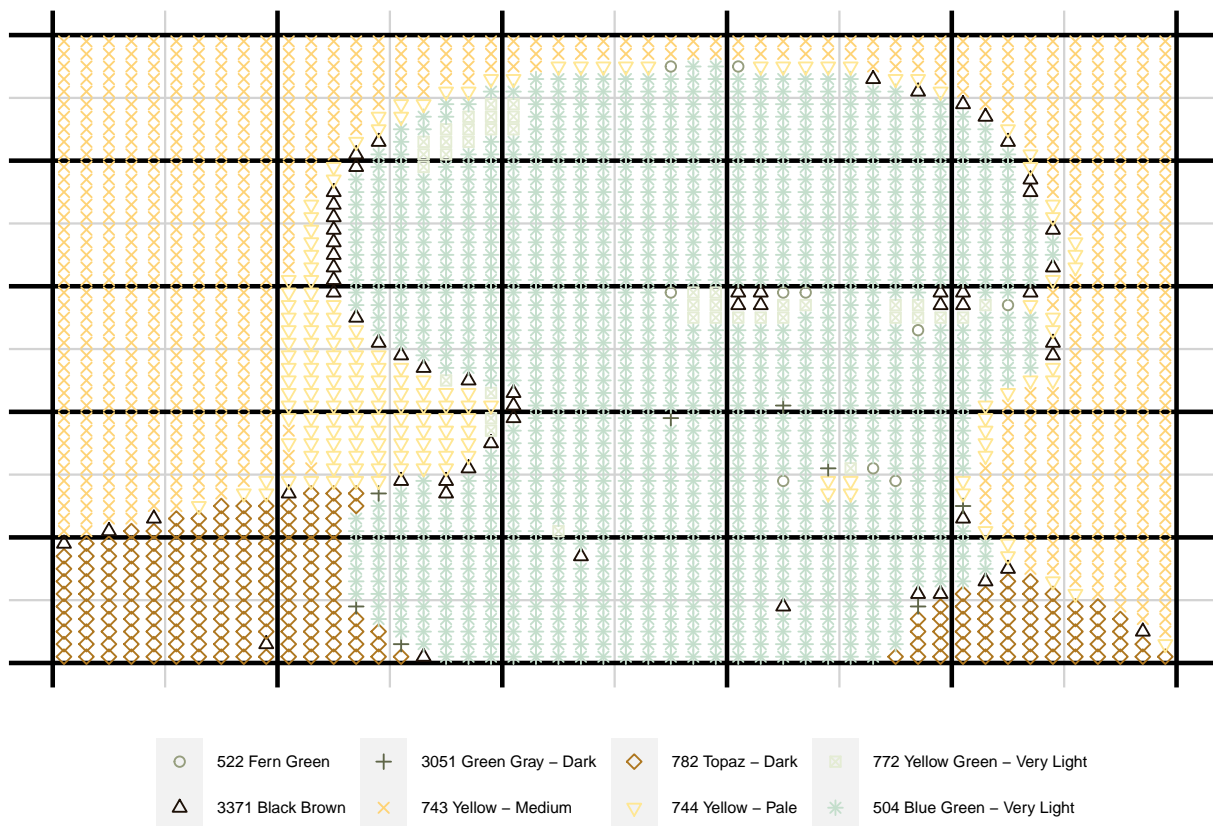 522 Fern Green
3051 Green Gray – Dark
782 Topaz – Dark
772 Yellow Green – Very Light
3371 Black Brown
743 Yellow – Medium
744 Yellow – Pale
504 Blue Green – Very Light